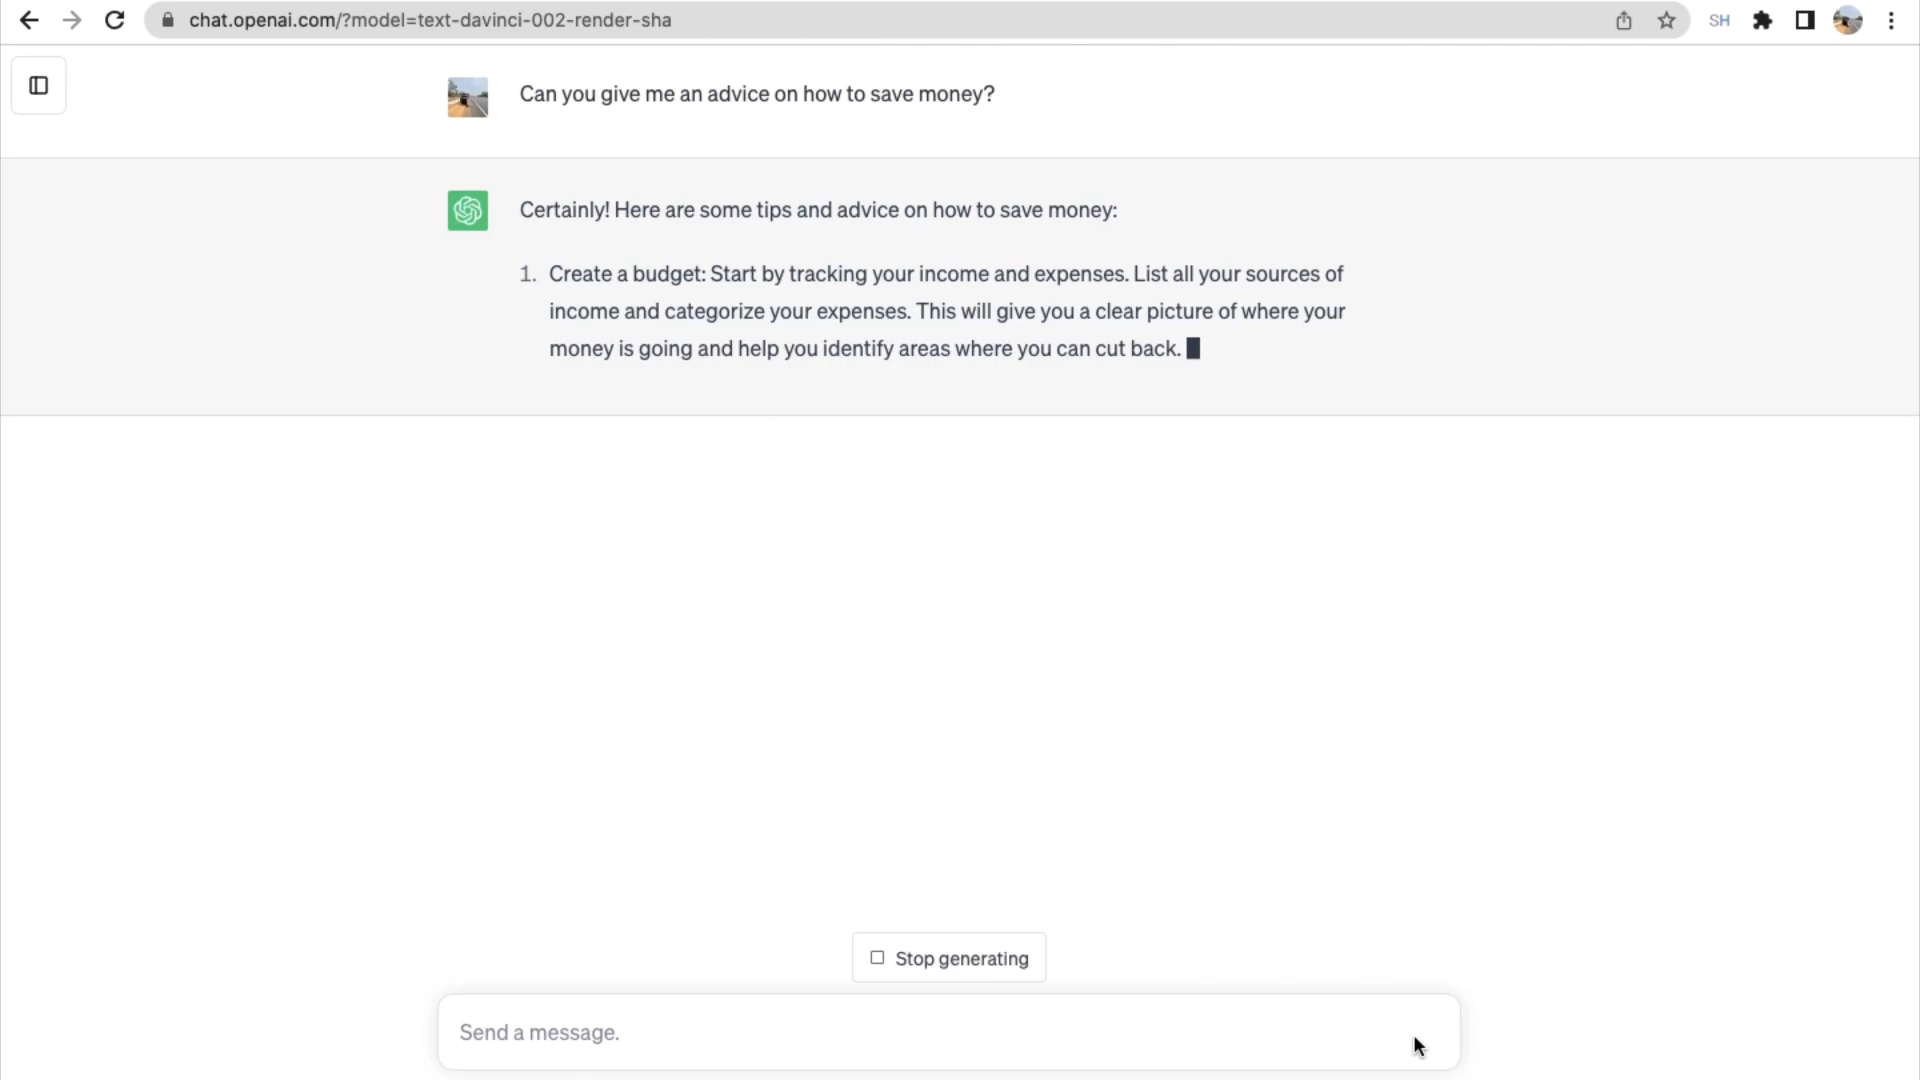 chat.openai.com/?model=text-davinci-002-render-sha
SH
Can you give me an advice on how to save money?
Certainly! Here are some tips and advice on how to save money:
1. Create a budget: Start by tracking your income and expenses. List all your sources of
income and categorize your expenses. This will give you a clear picture of where your
money is going and help you identify areas where you can cut back.
Stop generating
Send a message.